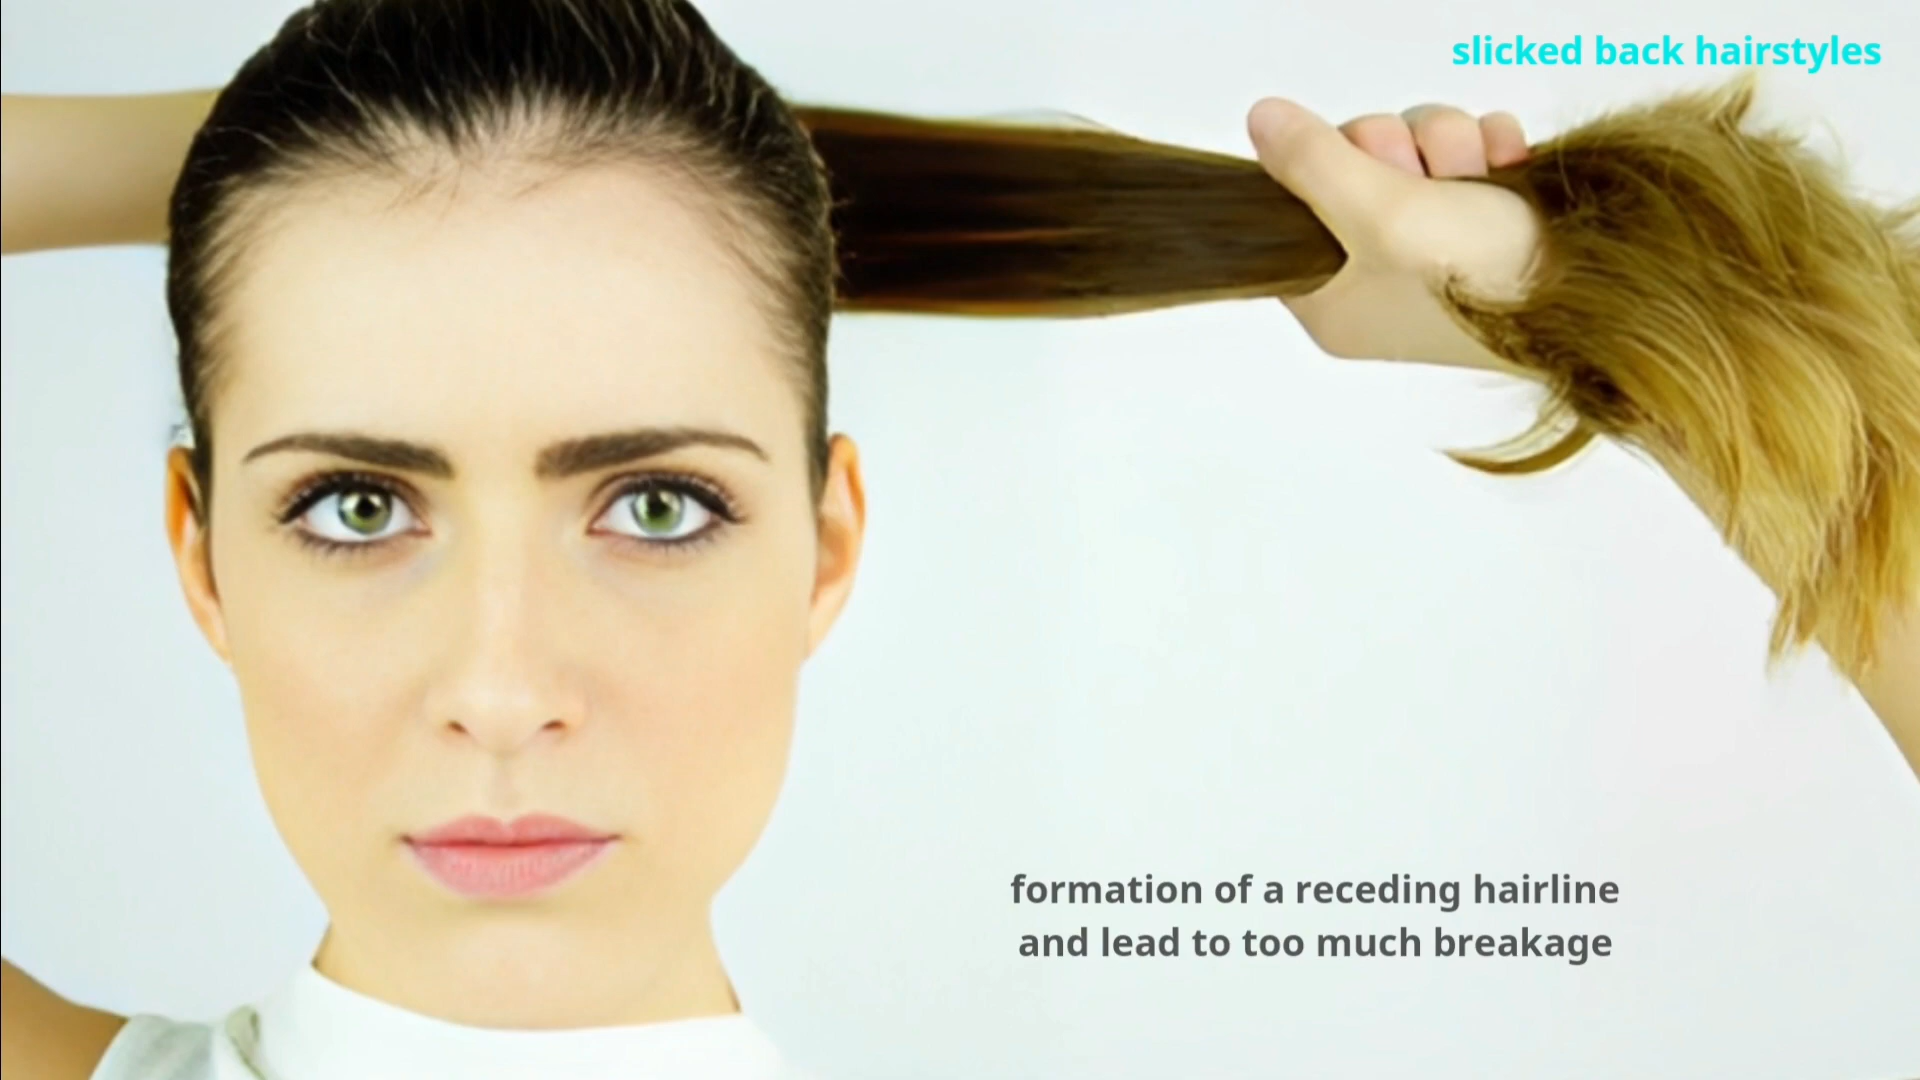 slicked back hairstyles
formation of a receding hairline
and lead to too much breakage